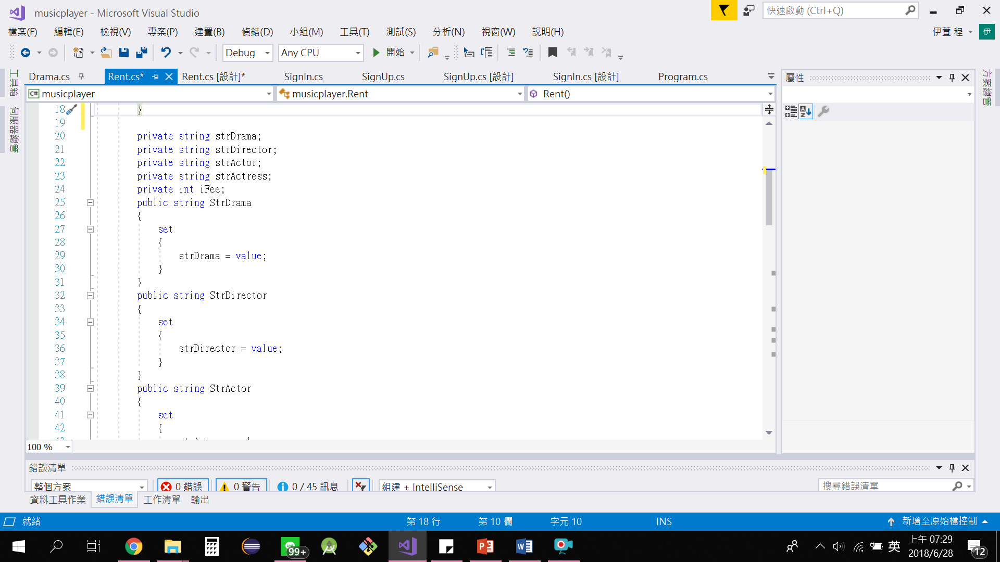 musicplayer - Microsoft Visual Studio
快速啟動 (Ctrl+Q)
檔案(F) 編輯(E) 檢視(V) 專案(P) 建置(B) 偵錯(D) 小組(M) 工具(T) 測試(S) 分析(N) 視窗(W) 說明(H)
伊萱 程
伊
Debug
Any CPU
開始
工具箱
伺服器總管
Drama.cs
Rent.cs*
Rent.cs [設計]*
SignIn.cs
SignUp.cs
SignUp.cs [設計]
SignIn.cs [設計]
Program.cs
屬性
方案總管
C# musicplayer
musicplayer.Rent
Rent()
18 }
19
20 private string strDrama;
21 private string strDirector;
22 private string strActor;
23 private string strActress;
24 private int iFee;
25 public string StrDrama
26 {
27 set
28 {
29 strDrama = value;
30 }
31 }
32 public string StrDirector
33 {
34 set
35 {
36 strDirector = value;
37 }
38 }
39 public string StrActor
40 {
41 set
42 {
100 %
錯誤清單
整個方案
0 錯誤
0 警告
0 / 45 訊息
組建 + IntelliSense
搜尋錯誤清單
資料工具作業 錯誤清單 工作清單 輸出
就緒
第 18 行
第 10 欄
字元 10
INS
新增至原始檔控制
LINE
99+
英
上午 07:29
2018/6/28
12